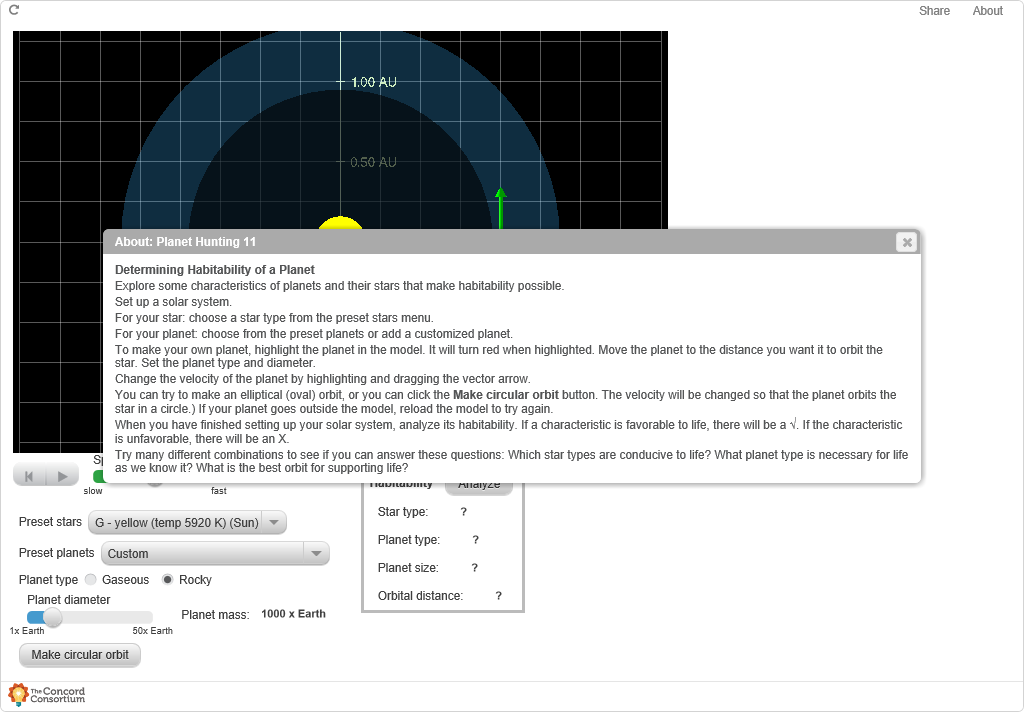 Share About
1.00 AU
0.50 AU
About: Planet Hunting 11
Determining Habitability of a Planet
Explore some characteristics of planets and their stars that make habitability possible.
Set up a solar system.
For your star: choose a star type from the preset stars menu.
For your planet: choose from the preset planets or add a customized planet.
To make your own planet, highlight the planet in the model. It will turn red when highlighted. Move the planet to the distance you want it to orbit the
star. Set the planet type and diameter.
Change the velocity of the planet by highlighting and dragging the vector arrow.
You can try to make an elliptical (oval) orbit, or you can click the Make circular orbit button. The velocity will be changed so that the planet orbits the
star in a circle.) If your planet goes outside the model, reload the model to try again.
When you have finished setting up your solar system, analyze its habitability. If a characteristic is favorable to life, there will be a √. If the characteristic
is unfavorable, there will be an X.
Try many different combinations to see if you can answer these questions: Which star types are conducive to life? What planet type is necessary for life
as we know it? What is the best orbit for supporting life?
slow fast
Habitability Analyze
Star type: ?
Planet type: ?
Planet size: ?
Orbital distance: ?
Preset stars G - yellow (temp 5920 K) (Sun)
Preset planets Custom
Planet type Gaseous Rocky
Planet diameter
1x Earth 50x Earth
Planet mass: 1000 x Earth
Make circular orbit
The Concord
Consortium